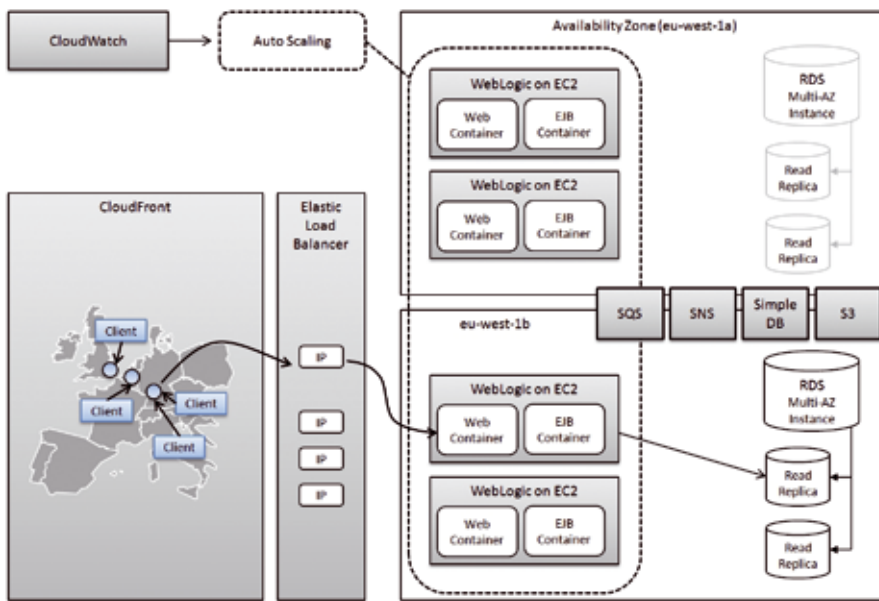 CloudWatch
Auto Scaling
Availability Zone (eu-west-1a)
WebLogic on EC2
Web
Container
EJB
Container
WebLogic on EC2
Web
Container
EJB
Container
RDS
Multi-AZ
Instance
Read
Replica
Read
Replica
CloudFront
Client
Client
Client
Client
Elastic
Load
Balancer
IP
IP
IP
IP
SQS
SNS
Simple
DB
S3
eu-west-1b
WebLogic on EC2
Web
Container
EJB
Container
WebLogic on EC2
Web
Container
EJB
Container
RDS
Multi-AZ
Instance
Read
Replica
Read
Replica